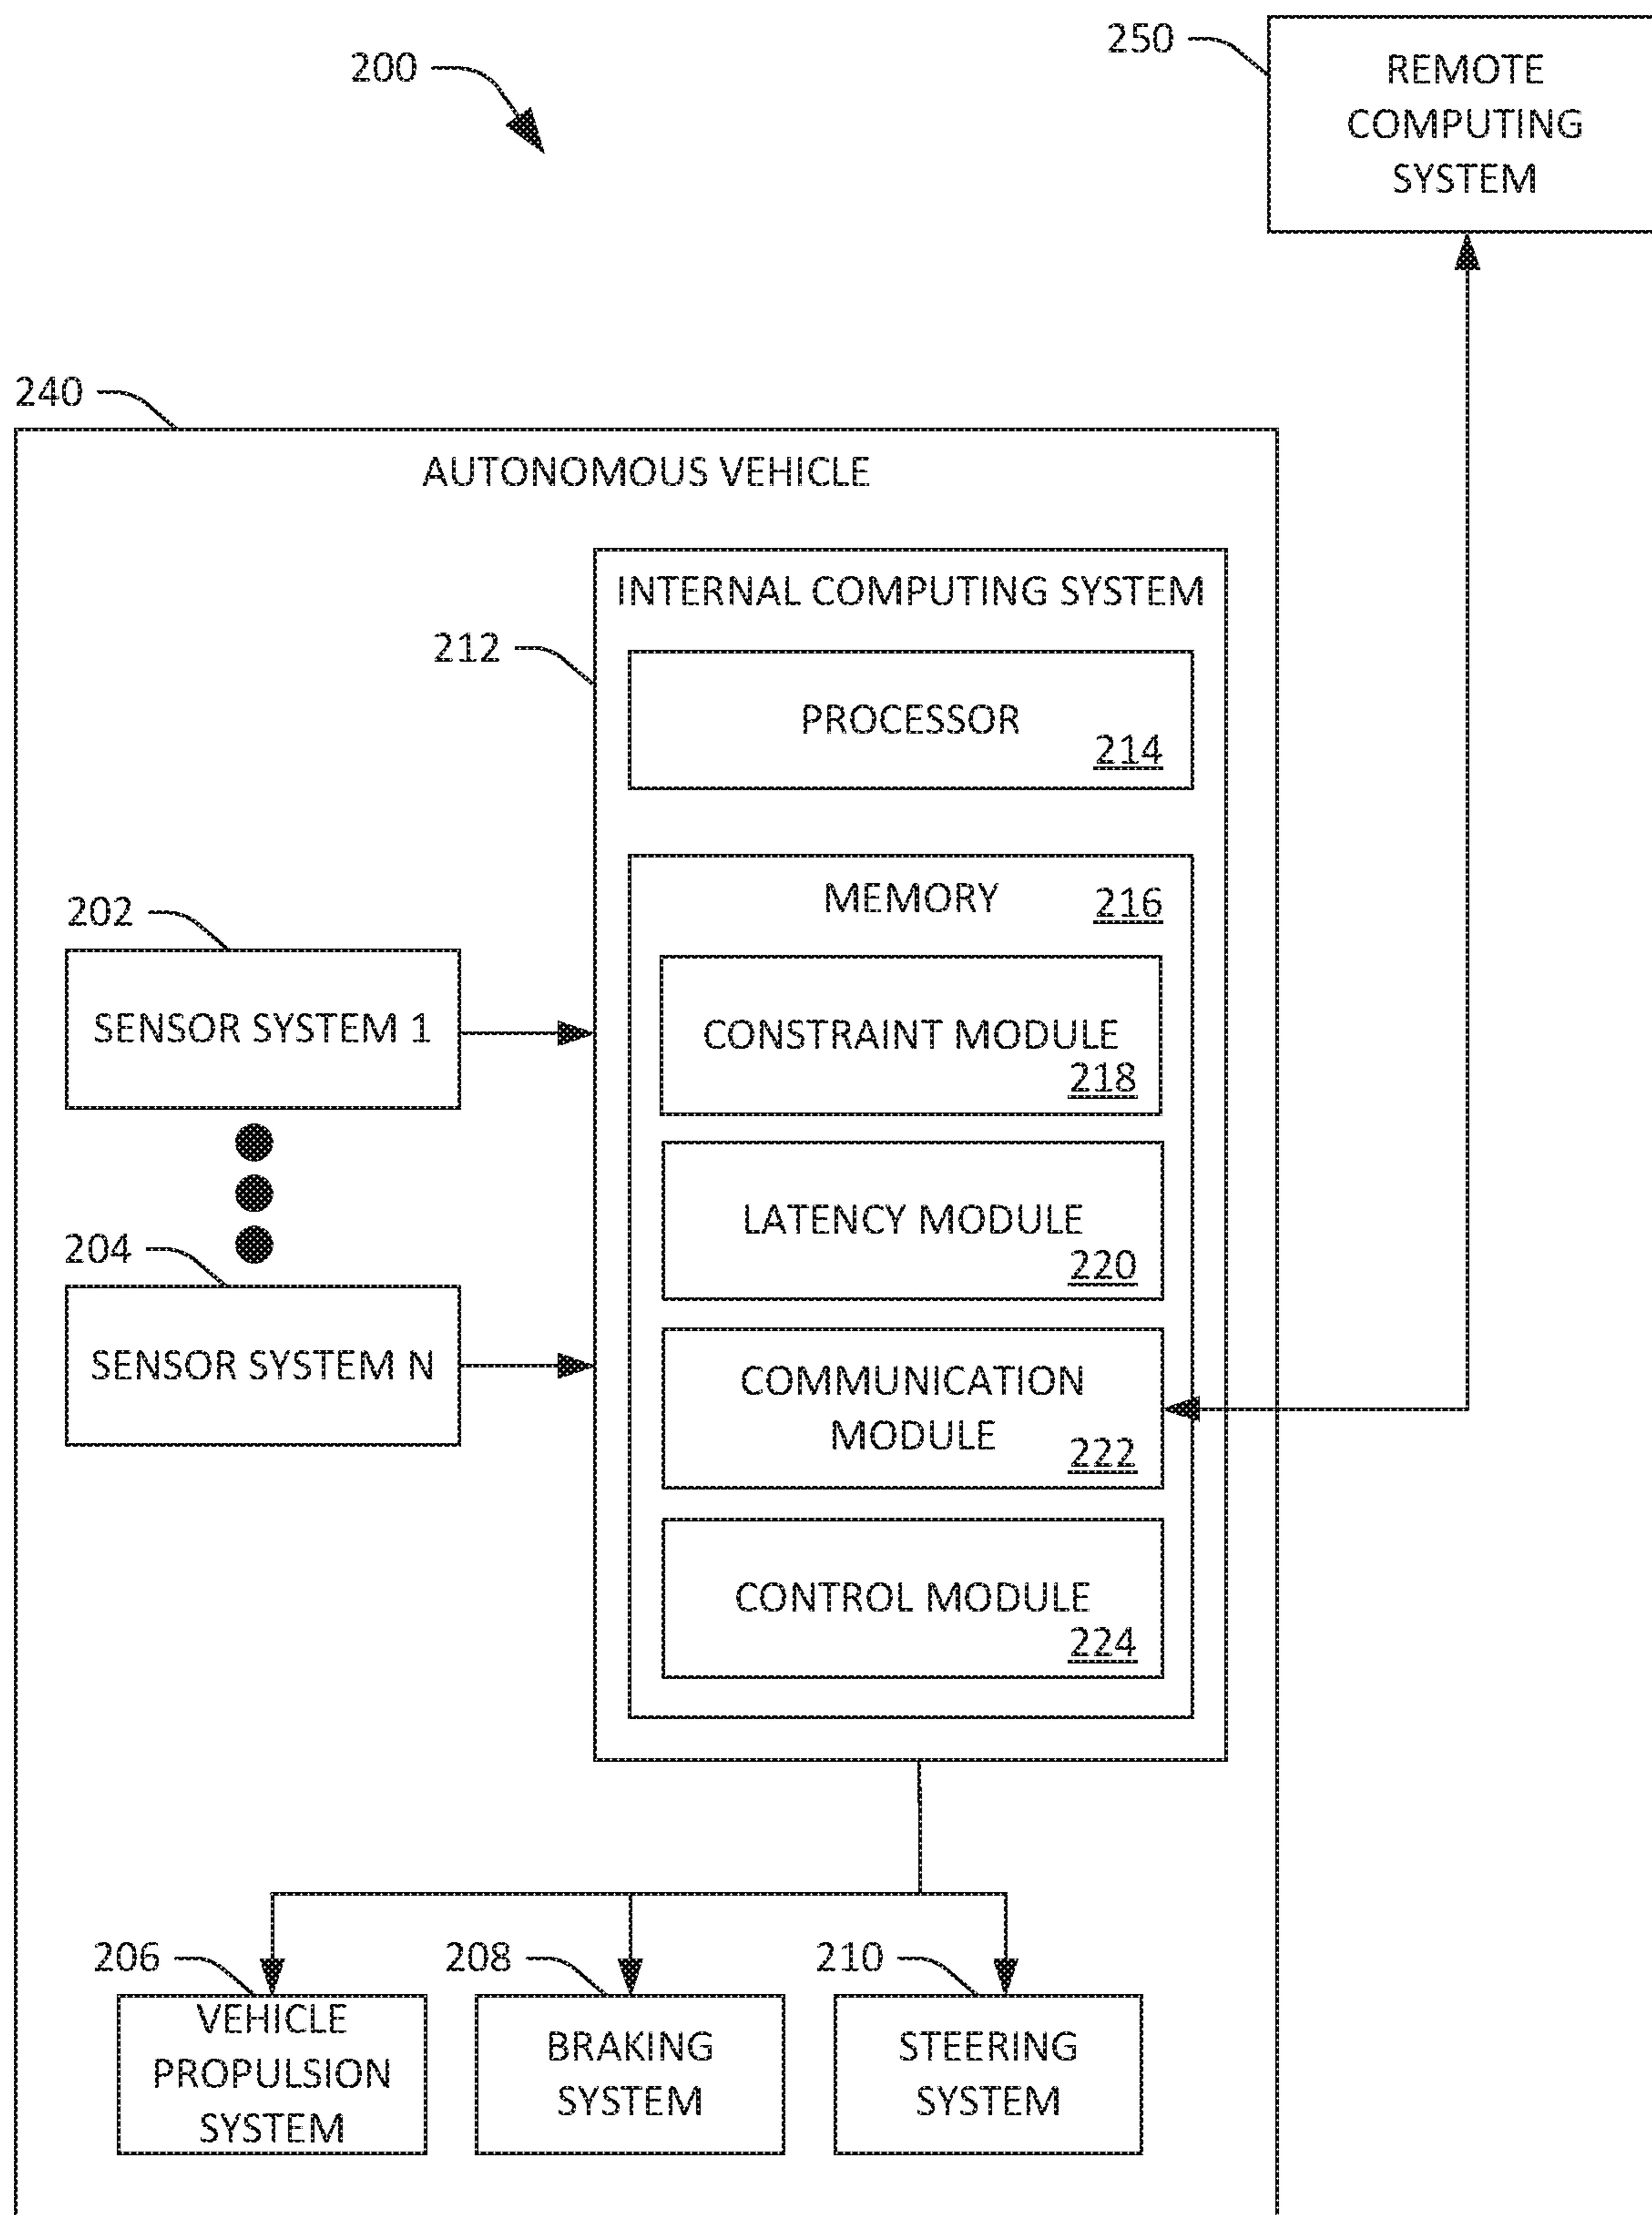 200
250
REMOTE
COMPUTING
SYSTEM
240
AUTONOMOUS VEHICLE
INTERNAL COMPUTING SYSTEM
212
PROCESSOR
214
MEMORY
216
202
SENSOR SYSTEM 1
CONSTRAINT MODULE
218
LATENCY MODULE
220
204
SENSOR SYSTEM N
COMMUNICATION
MODULE
222
CONTROL MODULE
224
206
VEHICLE
PROPULSION
SYSTEM
208
BRAKING
SYSTEM
210
STEERING
SYSTEM